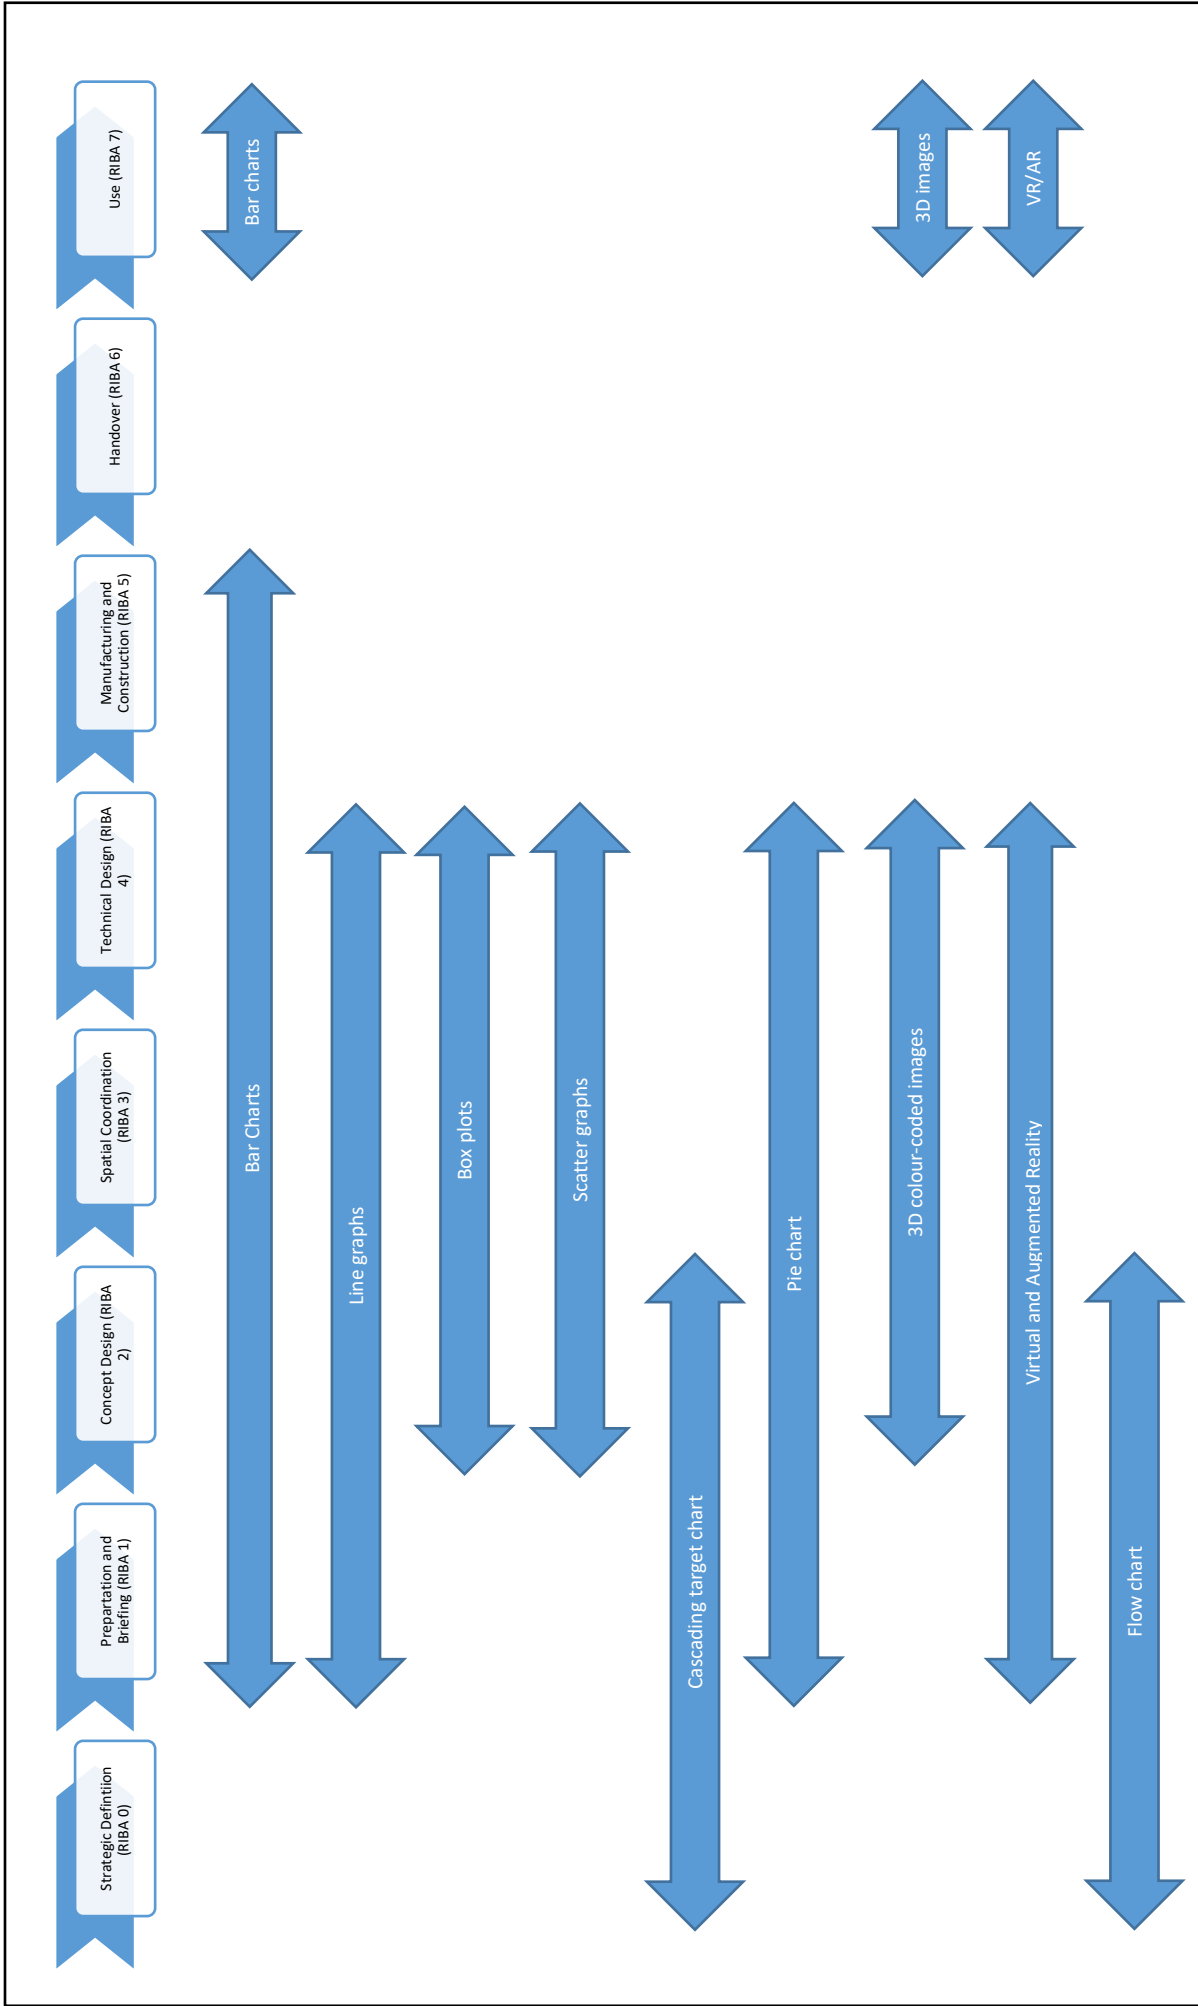 Strategic Defintiion
(RIBA 0)
Prepartation and
Briefing (RIBA 1)
Concept Design (RIBA
2)
Spatial Coordination
(RIBA 3)
Technical Design (RIBA
4)
Manufacturing and
Construction (RIBA 5)
Handover (RIBA 6)
Use (RIBA 7)
Bar Charts
Bar charts
Line graphs
Box plots
Scatter graphs
Cascading target chart
Pie chart
3D colour-coded images
3D images
Virtual and Augmented Reality
VR/AR
Flow chart